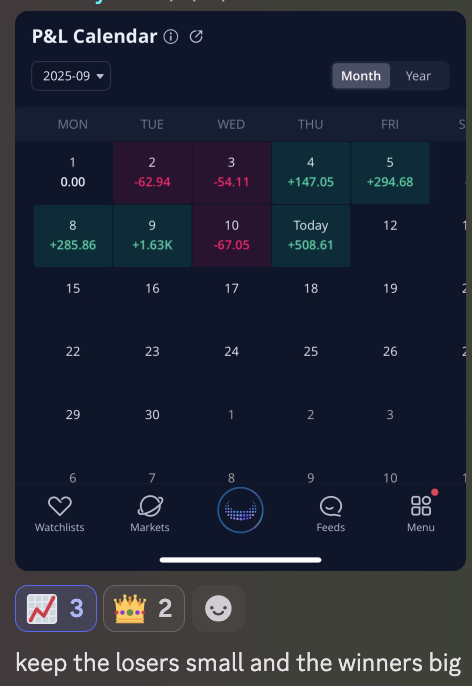 P&L Calendar
2025-09
Month Year
MON TUE WED THU FRI S
1 2 3 4 5
0.00 -62.94 -54.11 +147.05 +294.68
8 9 10 Today 12 1
+285.86 +1.63K -67.05 +508.61
15 16 17 18 19 2
22 23 24 25 26 2
29 30 1 2 3
6 7 8 9 10 1
Watchlists Markets Feeds Menu
3 2
keep the losers small and the winners big